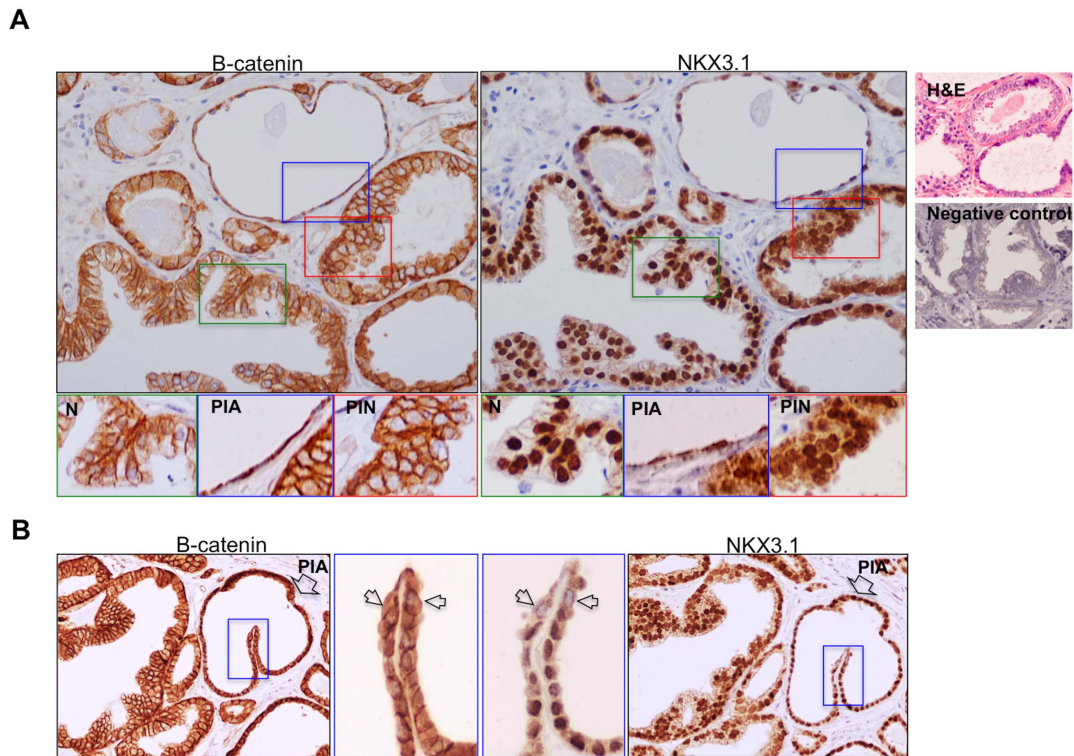 A
B-catenin
NKX3.1
H&E
Negative control
N
PIA
PIN
N
PIA
PIN
B
B-catenin
NKX3.1
PIA
PIA